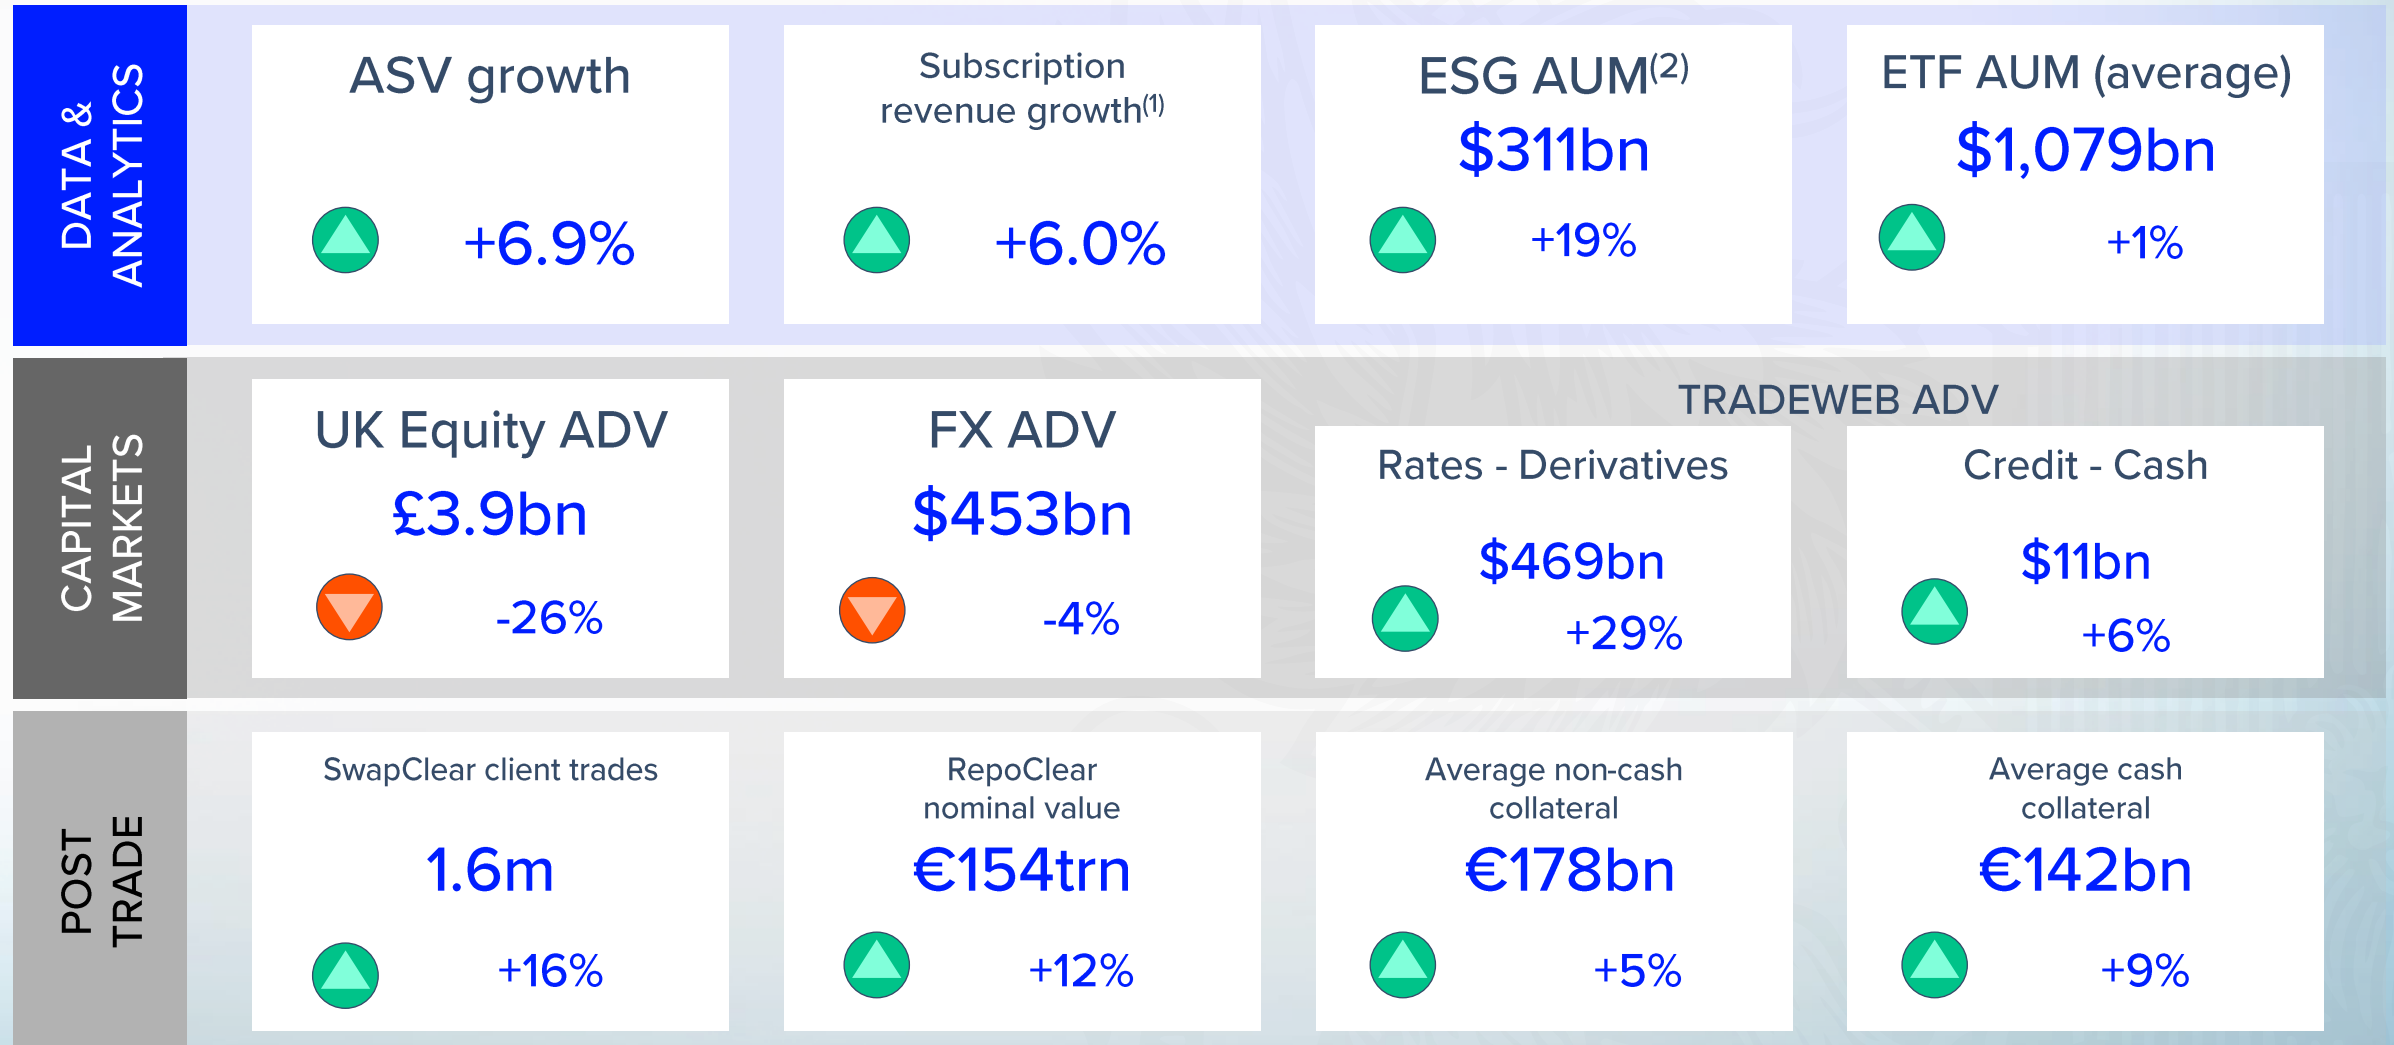 DATA &
ANALYTICS
ASV growth
+6.9%
Subscription
revenue growth(1)
+6.0%
ESG AUM(2)
$311bn
+19%
ETF AUM (average)
$1,079bn
+1%
CAPITAL
MARKETS
UK Equity ADV
£3.9bn
-26%
FX ADV
$453bn
-4%
TRADEWEB ADV
Rates - Derivatives
$469bn
+29%
Credit - Cash
$11bn
+6%
POST
TRADE
SwapClear client trades
1.6m
+16%
RepoClear
nominal value
€154trn
+12%
Average non-cash
collateral
€178bn
+5%
Average cash
collateral
€142bn
+9%